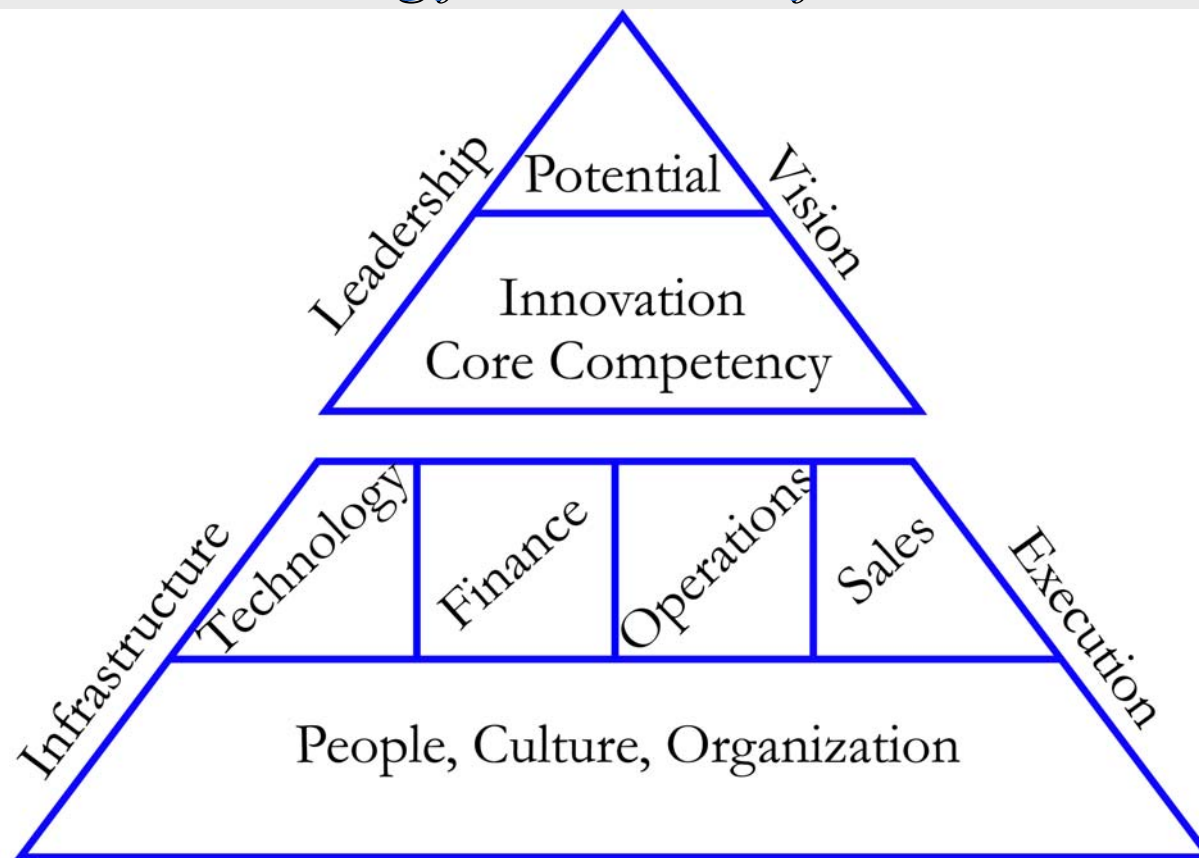 Potential
Leadership
Vision
Innovation
Core Competency
Technology
Finance
Operations
Sales
Infrastructure
Execution
People, Culture, Organization